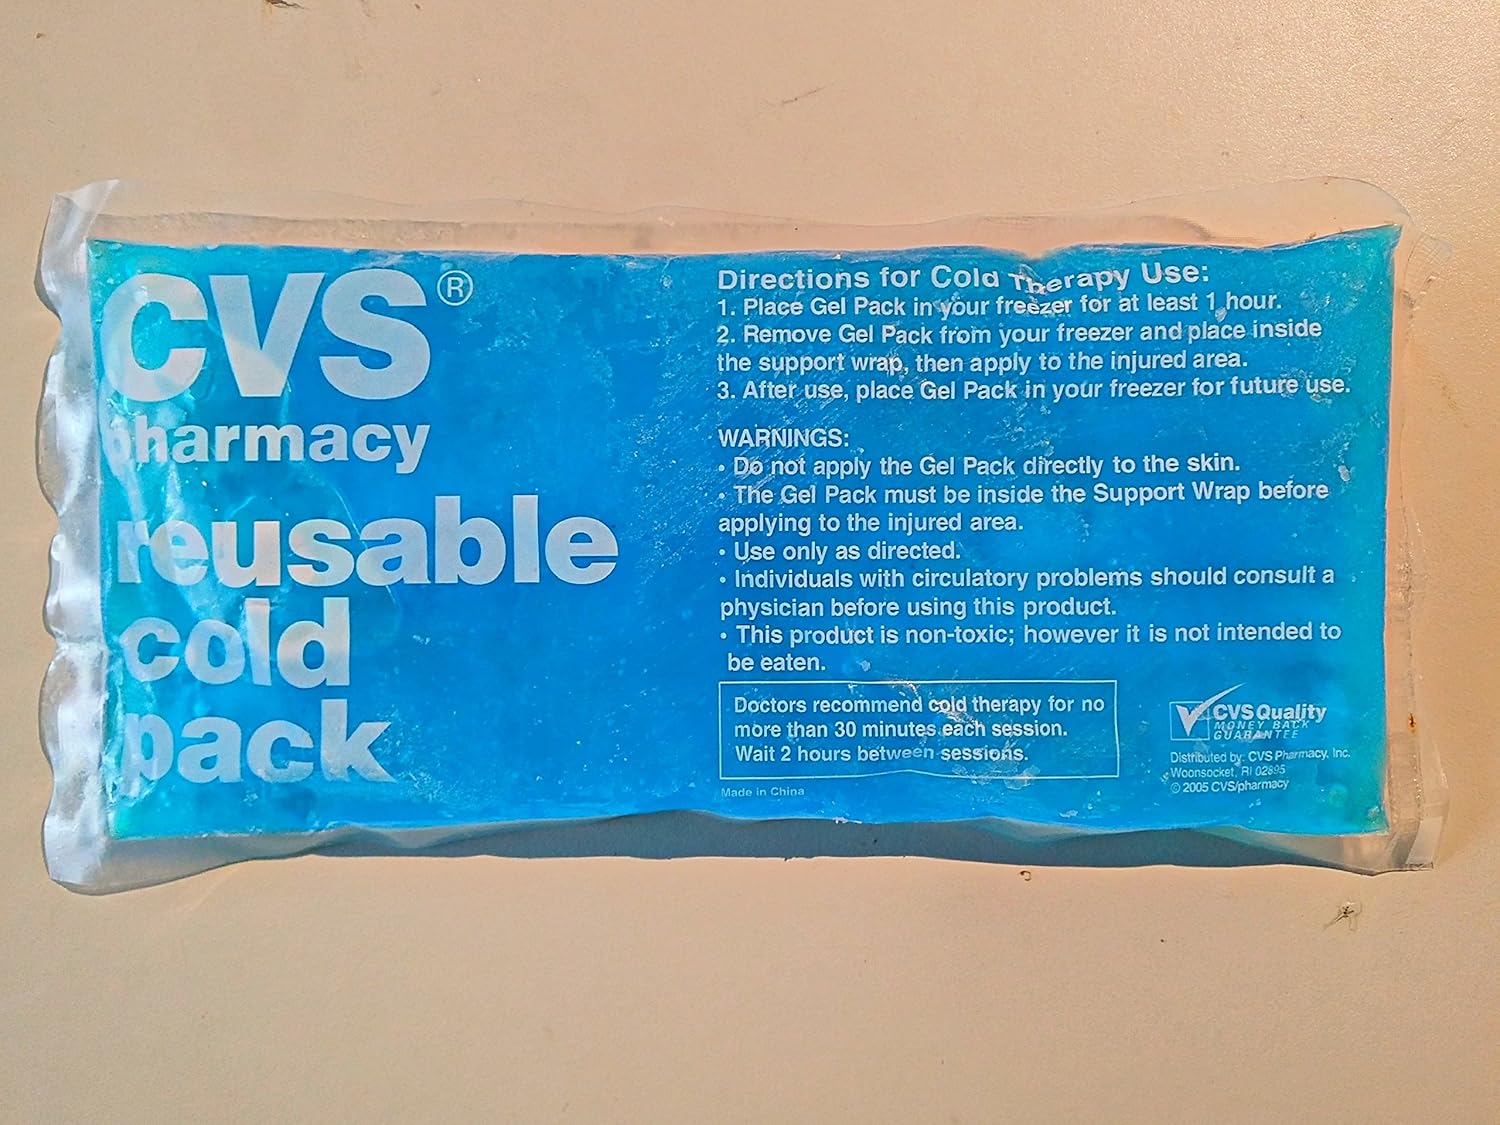 CVS®
pharmacy
reusable
cold
pack
Directions for Cold Therapy Use:
1. Place Gel Pack in your freezer for at least 1 hour.
2. Remove Gel Pack from your freezer and place inside
the support wrap, then apply to the injured area.
3. After use, place Gel Pack in your freezer for future use.
WARNINGS:
• Do not apply the Gel Pack directly to the skin.
• The Gel Pack must be inside the Support Wrap before
applying to the injured area.
• Use only as directed.
• Individuals with circulatory problems should consult a
physician before using this product.
• This product is non-toxic; however it is not intended to
be eaten.
Doctors recommend cold therapy for no
more than 30 minutes each session.
Wait 2 hours between sessions.
Made in China
CVS Quality
MONEY BACK
GUARANTEE
Distributed by: CVS Pharmacy, Inc.
Woonsocket, RI 02895
© 2005 CVS/pharmacy